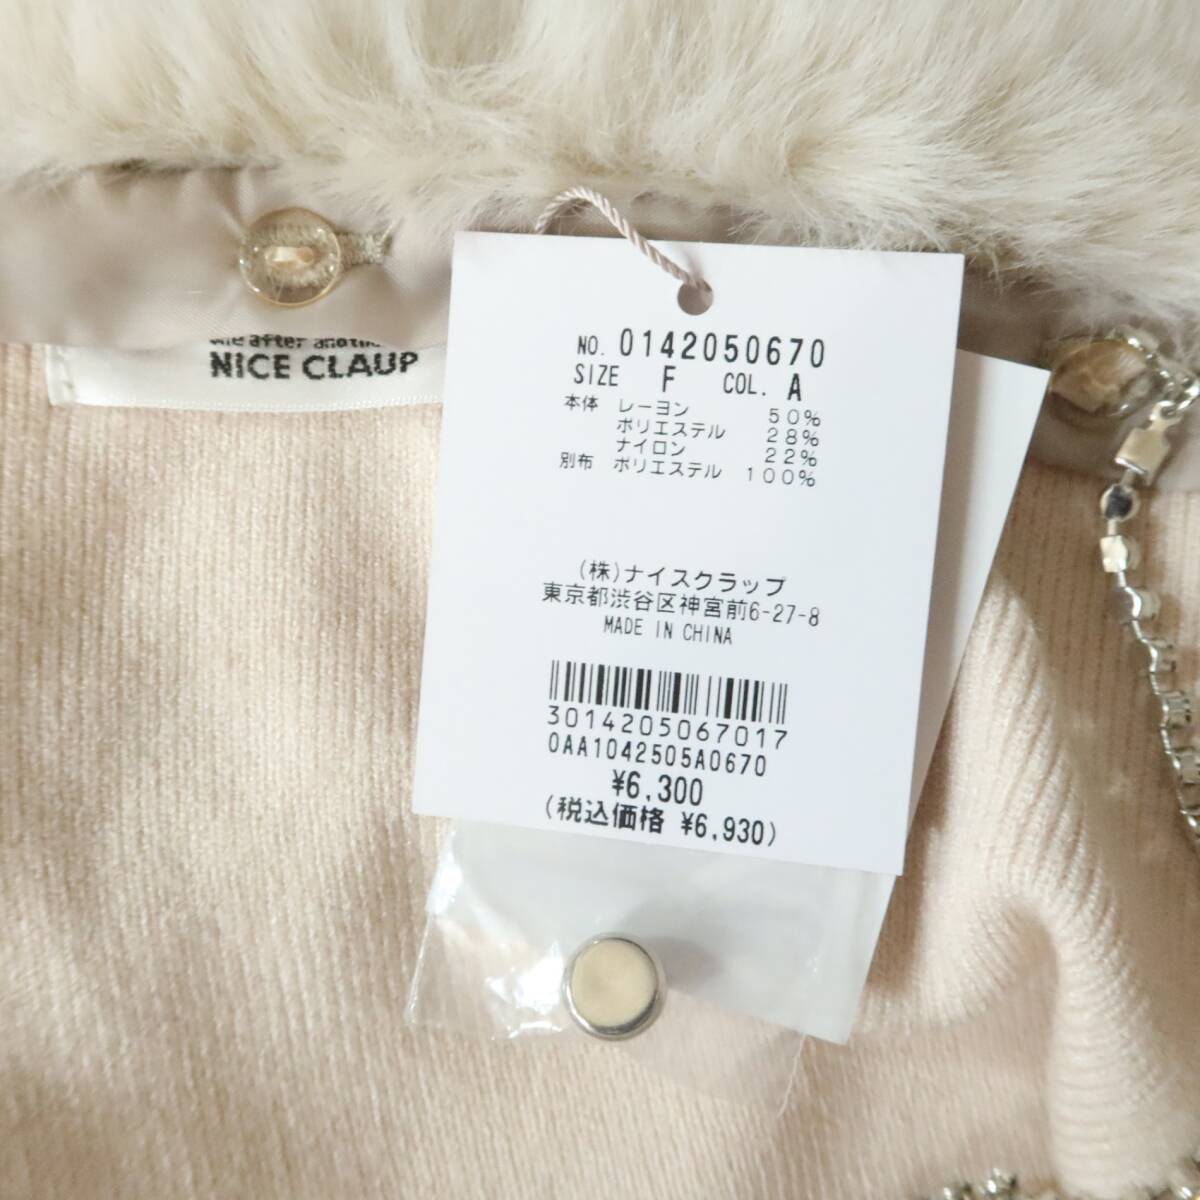 one after another
NICE CLAUP
NO. 0142050670
SIZE F COL. A
本体 レーヨン 50%
ポリエステル 28%
ナイロン 22%
別布 ポリエステル 100%
(株)ナイスクラップ
東京都渋谷区神宮前6-27-8
MADE IN CHINA
3014205067017
0AA1042505A0670
¥6,300
(税込価格 ¥6,930)